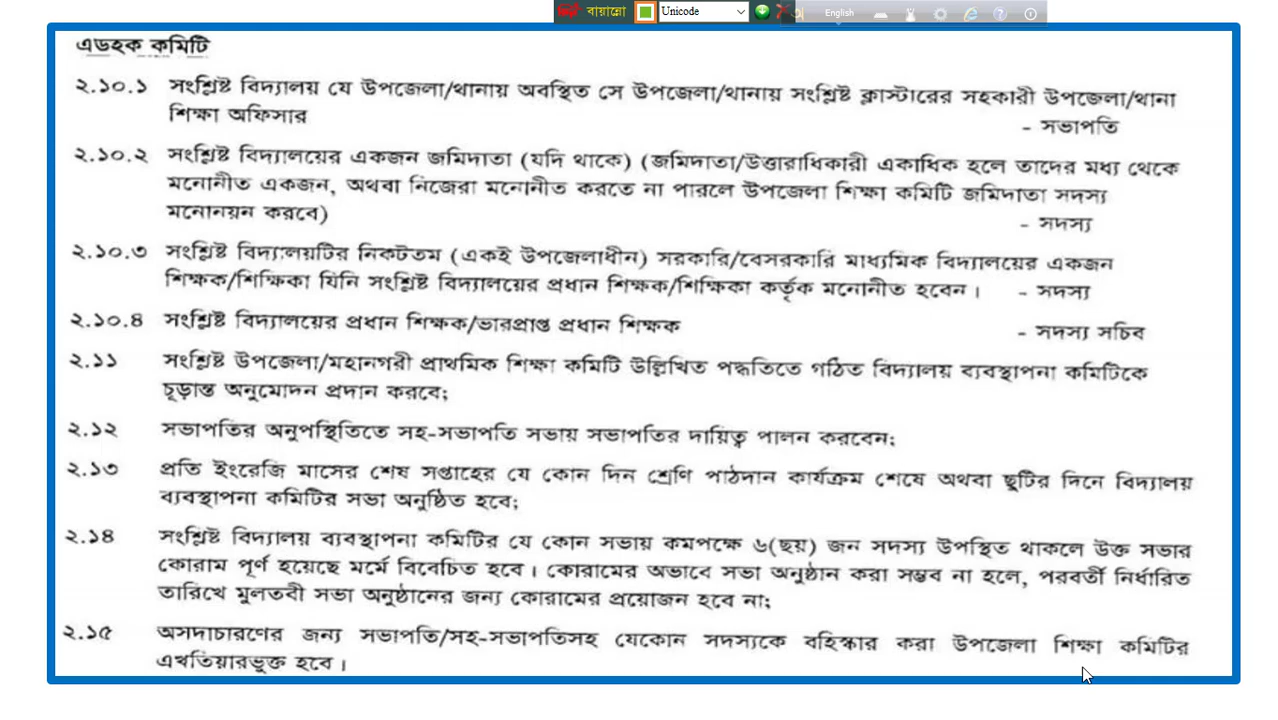 বায়ান্নো Unicode English
এডহক কমিটি
২.১০.১ সংশ্লিষ্ট বিদ্যালয় যে উপজেলা/থানায় অবস্থিত সে উপজেলা/থানায় সংশ্লিষ্ট ক্লাস্টারের সহকারী উপজেলা/থানা
শিক্ষা অফিসার - সভাপতি
২.১০.২ সংশ্লিষ্ট বিদ্যালয়ের একজন জমিদাতা (যদি থাকে) (জমিদাতা/উত্তারাধিকারী একাধিক হলে তাদের মধ্য থেকে
মনোনীত একজন, অথবা নিজেরা মনোনীত করতে না পারলে উপজেলা শিক্ষা কমিটি জমিদাতা সদস্য
মনোনয়ন করবে) - সদস্য
২.১০.৩ সংশ্লিষ্ট বিদ্যালয়টির নিকটতম (একই উপজেলাধীন) সরকারি/বেসরকারি মাধ্যমিক বিদ্যালয়ের একজন
শিক্ষক/শিক্ষিকা যিনি সংশ্লিষ্ট বিদ্যালয়ের প্রধান শিক্ষক/শিক্ষিকা কর্তৃক মনোনীত হবেন। - সদস্য
২.১০.৪ সংশ্লিষ্ট বিদ্যালয়ের প্রধান শিক্ষক/ভারপ্রাপ্ত প্রধান শিক্ষক - সদস্য সচিব
২.১১ সংশ্লিষ্ট উপজেলা/মহানগরী প্রাথমিক শিক্ষা কমিটি উল্লিখিত পদ্ধতিতে গঠিত বিদ্যালয় ব্যবস্থাপনা কমিটিকে
চূড়ান্ত অনুমোদন প্রদান করবে;
২.১২ সভাপতির অনুপস্থিতিতে সহ-সভাপতি সভায় সভাপতির দায়িত্ব পালন করবেন;
২.১৩ প্রতি ইংরেজি মাসের শেষ সপ্তাহের যে কোন দিন শ্রেণি পাঠদান কার্যক্রম শেষে অথবা ছুটির দিনে বিদ্যালয়
ব্যবস্থাপনা কমিটির সভা অনুষ্ঠিত হবে;
২.১৪ সংশ্লিষ্ট বিদ্যালয় ব্যবস্থাপনা কমিটির যে কোন সভায় কমপক্ষে ৬(ছয়) জন সদস্য উপস্থিত থাকলে উক্ত সভার
কোরাম পূর্ণ হয়েছে মর্মে বিবেচিত হবে। কোরামের অভাবে সভা অনুষ্ঠান করা সম্ভব না হলে, পরবর্তী নির্ধারিত
তারিখে মুলতবী সভা অনুষ্ঠানের জন্য কোরামের প্রয়োজন হবে না;
২.১৫ অসদাচারণের জন্য সভাপতি/সহ-সভাপতিসহ যেকোন সদস্যকে বহিস্কার করা উপজেলা শিক্ষা কমিটির
এখতিয়ারভুক্ত হবে।